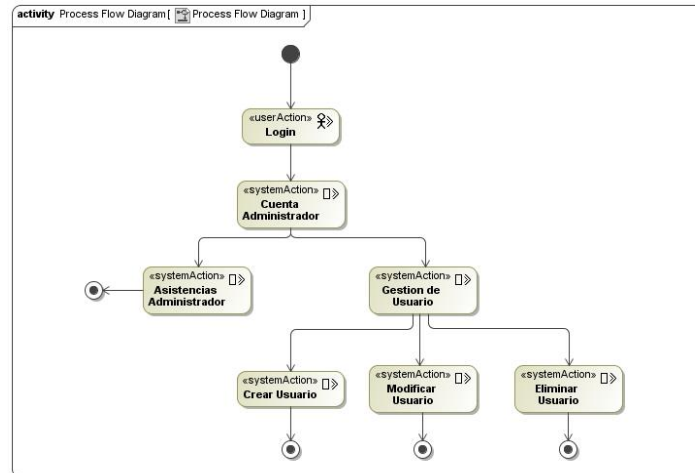 activity Process Flow Diagram [ Process Flow Diagram ]
«userAction»
Login
«systemAction»
Cuenta
Administrador
«systemAction»
Asistencias
Administrador
«systemAction»
Gestion de
Usuario
«systemAction»
Crear Usuario
«systemAction»
Modificar
Usuario
«systemAction»
Eliminar
Usuario